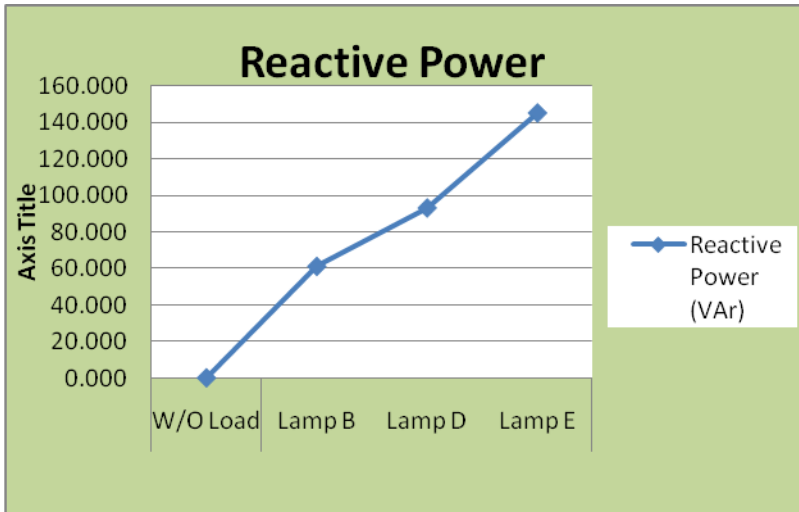 Reactive Power
160.000
140.000
120.000
100.000
80.000
60.000
40.000
20.000
0.000
Axis Title
W/O Load Lamp B Lamp D Lamp E
Reactive
Power
(VAr)